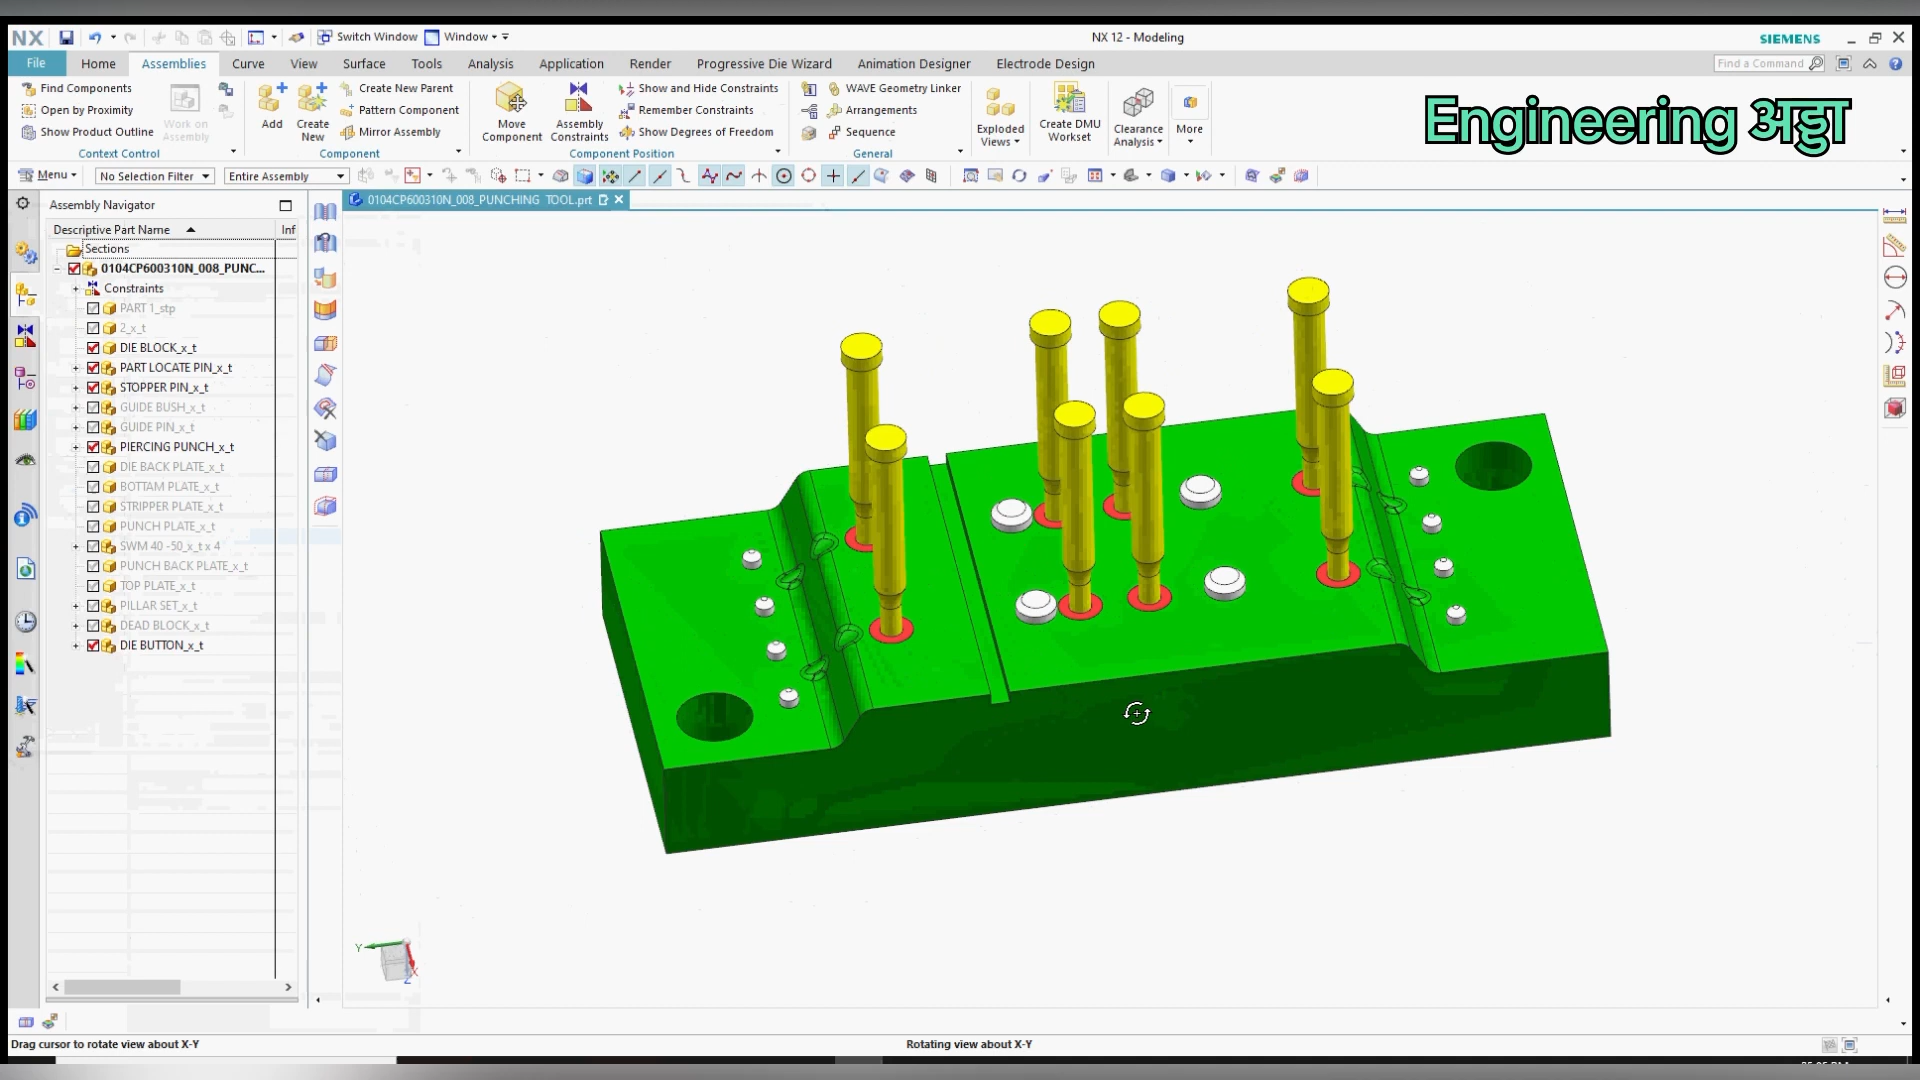 NX
Switch Window
Window
NX 12 - Modeling
SIEMENS
File
Home
Assemblies
Curve
View
Surface
Tools
Analysis
Application
Render
Progressive Die Wizard
Animation Designer
Electrode Design
Find a Command
Find Components
Open by Proximity
Show Product Outline
Work on Assembly
Context Control
Add
Create New
Create New Parent
Pattern Component
Mirror Assembly
Component
Move Component
Assembly Constraints
Show and Hide Constraints
Remember Constraints
Show Degrees of Freedom
Component Position
WAVE Geometry Linker
Arrangements
Sequence
General
Exploded Views
Create DMU Workset
Clearance Analysis
More
Engineering अड्डा
Menu
No Selection Filter
Entire Assembly
Assembly Navigator
0104CP600310N_008_PUNCHING TOOL.prt
Descriptive Part Name
Inf
Sections
0104CP600310N_008_PUNC...
Constraints
PART 1_stp
2_x_t
DIE BLOCK_x_t
PART LOCATE PIN_x_t
STOPPER PIN_x_t
GUIDE BUSH_x_t
GUIDE PIN_x_t
PIERCING PUNCH_x_t
DIE BACK PLATE_x_t
BOTTAM PLATE_x_t
STRIPPER PLATE_x_t
PUNCH PLATE_x_t
SWM 40 -50_x_t x 4
PUNCH BACK PLATE_x_t
TOP PLATE_x_t
PILLAR SET_x_t
DEAD BLOCK_x_t
DIE BUTTON_x_t
Y
X
Z
Drag cursor to rotate view about X-Y
Rotating view about X-Y